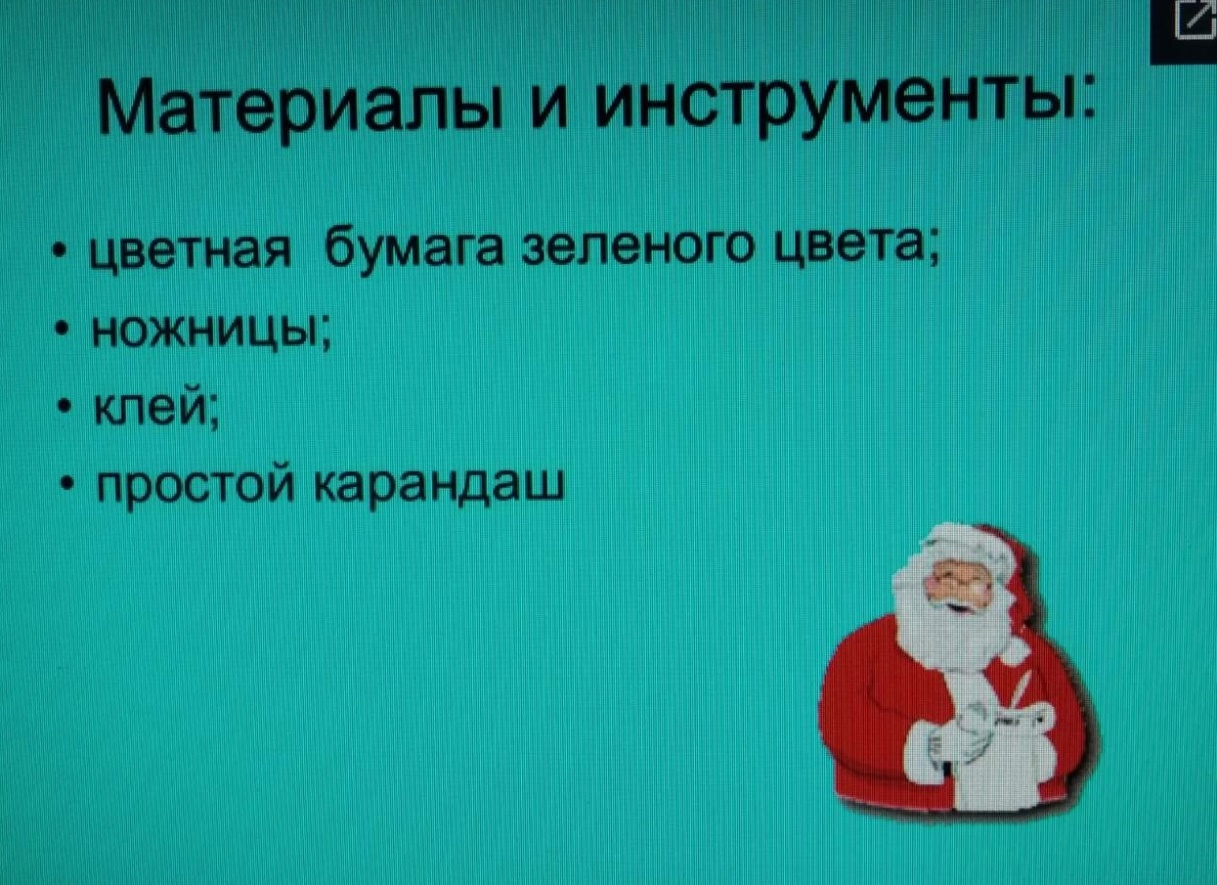 Материалы и инструменты:
• цветная бумага зеленого цвета;
• ножницы;
• клей;
• простой карандаш